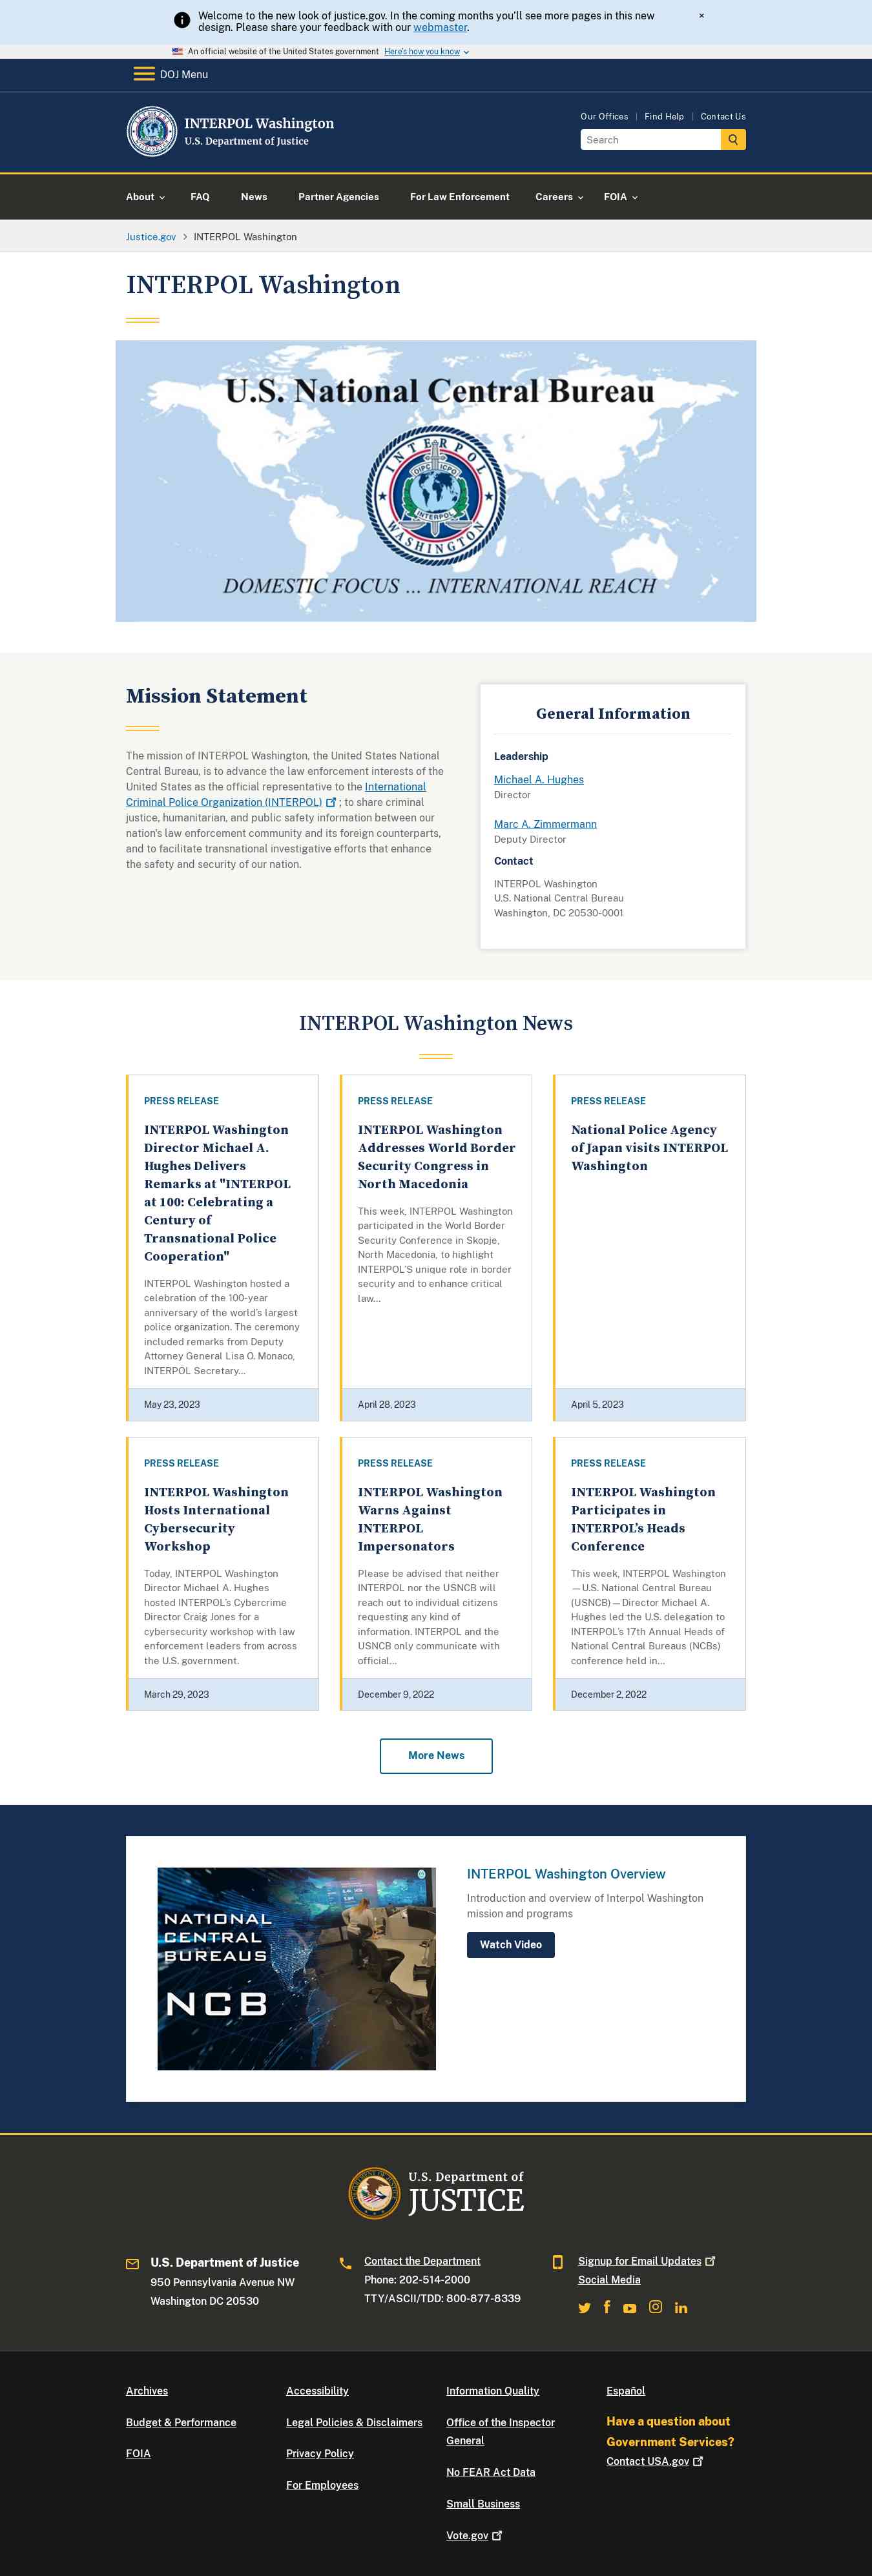 Welcome to the new look of justice.gov. In the coming months you'll see more pages in this new
design. Please share your feedback with our webmaster.
×
An official website of the United States government Here's how you know
DOJ Menu
INTERPOL Washington
U.S. Department of Justice
Our Offices
Find Help
Contact Us
Search
About
FAQ
News
Partner Agencies
For Law Enforcement
Careers
FOIA
Justice.gov
INTERPOL Washington
INTERPOL Washington
U.S. National Central Bureau
INTERPOL
OIPC ICPO
INTERPOL
WASHINGTON
DOMESTIC FOCUS ... INTERNATIONAL REACH
Mission Statement
The mission of INTERPOL Washington, the United States National
Central Bureau, is to advance the law enforcement interests of the
United States as the official representative to the International
Criminal Police Organization (INTERPOL) ; to share criminal
justice, humanitarian, and public safety information between our
nation's law enforcement community and its foreign counterparts,
and to facilitate transnational investigative efforts that enhance
the safety and security of our nation.
General Information
Leadership
Michael A. Hughes
Director
Marc A. Zimmermann
Deputy Director
Contact
INTERPOL Washington
U.S. National Central Bureau
Washington, DC 20530-0001
INTERPOL Washington News
PRESS RELEASE
INTERPOL Washington
Director Michael A.
Hughes Delivers
Remarks at "INTERPOL
at 100: Celebrating a
Century of
Transnational Police
Cooperation"
INTERPOL Washington hosted a
celebration of the 100-year
anniversary of the world's largest
police organization. The ceremony
included remarks from Deputy
Attorney General Lisa O. Monaco,
INTERPOL Secretary...
May 23, 2023
PRESS RELEASE
INTERPOL Washington
Addresses World Border
Security Congress in
North Macedonia
This week, INTERPOL Washington
participated in the World Border
Security Conference in Skopje,
North Macedonia, to highlight
INTERPOL'S unique role in border
security and to enhance critical
law...
April 28, 2023
PRESS RELEASE
National Police Agency
of Japan visits INTERPOL
Washington
April 5, 2023
PRESS RELEASE
INTERPOL Washington
Hosts International
Cybersecurity
Workshop
Today, INTERPOL Washington
Director Michael A. Hughes
hosted INTERPOL's Cybercrime
Director Craig Jones for a
cybersecurity workshop with law
enforcement leaders from across
the U.S. government.
March 29, 2023
PRESS RELEASE
INTERPOL Washington
Warns Against
INTERPOL
Impersonators
Please be advised that neither
INTERPOL nor the USNCB will
reach out to individual citizens
requesting any kind of
information. INTERPOL and the
USNCB only communicate with
official...
December 9, 2022
PRESS RELEASE
INTERPOL Washington
Participates in
INTERPOL's Heads
Conference
This week, INTERPOL Washington
—U.S. National Central Bureau
(USNCB)—Director Michael A.
Hughes led the U.S. delegation to
INTERPOL's 17th Annual Heads of
National Central Bureaus (NCBs)
conference held in...
December 2, 2022
More News
NATIONAL
CENTRAL
BUREAUS
NCB
INTERPOL Washington Overview
Introduction and overview of Interpol Washington
mission and programs
Watch Video
U.S. Department of
JUSTICE
U.S. Department of Justice
950 Pennsylvania Avenue NW
Washington DC 20530
Contact the Department
Phone: 202-514-2000
TTY/ASCII/TDD: 800-877-8339
Signup for Email Updates
Social Media
Archives
Budget & Performance
FOIA
Accessibility
Legal Policies & Disclaimers
Privacy Policy
For Employees
Information Quality
Office of the Inspector
General
No FEAR Act Data
Small Business
Vote.gov
Español
Have a question about
Government Services?
Contact USA.gov